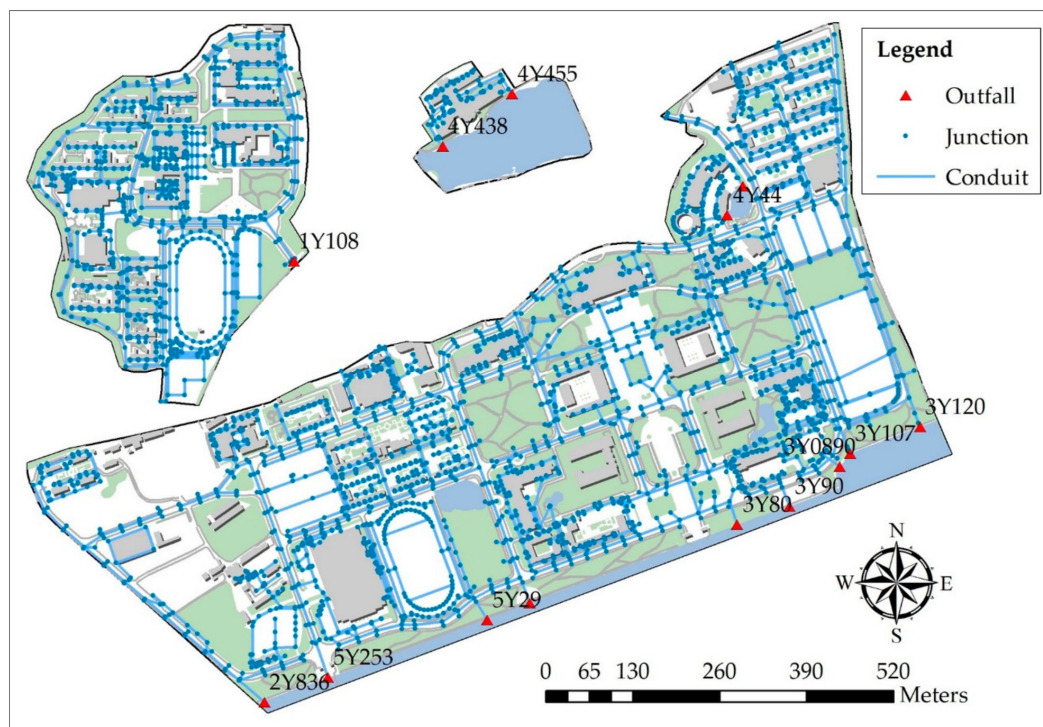 Legend
Outfall
Junction
Conduit
4Y455
4Y438
4Y44
1Y108
3Y120
3Y107
3Y0890
3Y90
3Y80
5Y29
5Y253
2Y836
N
W E
S
0 65 130 260 390 520
Meters